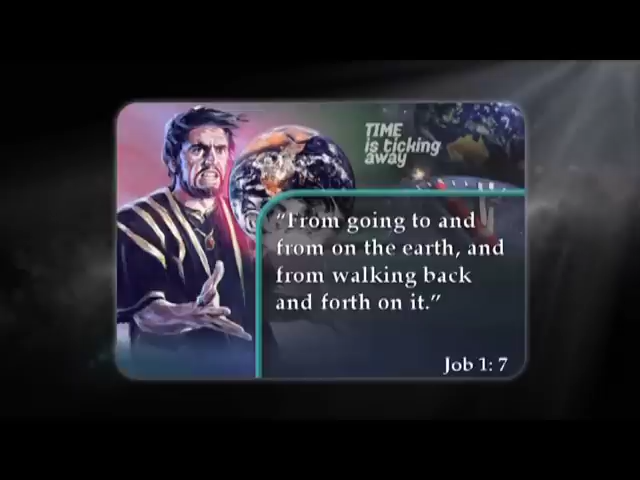 TIME
is ticking
away
“From going to and
from on the earth, and
from walking back
and forth on it.”
Job 1: 7